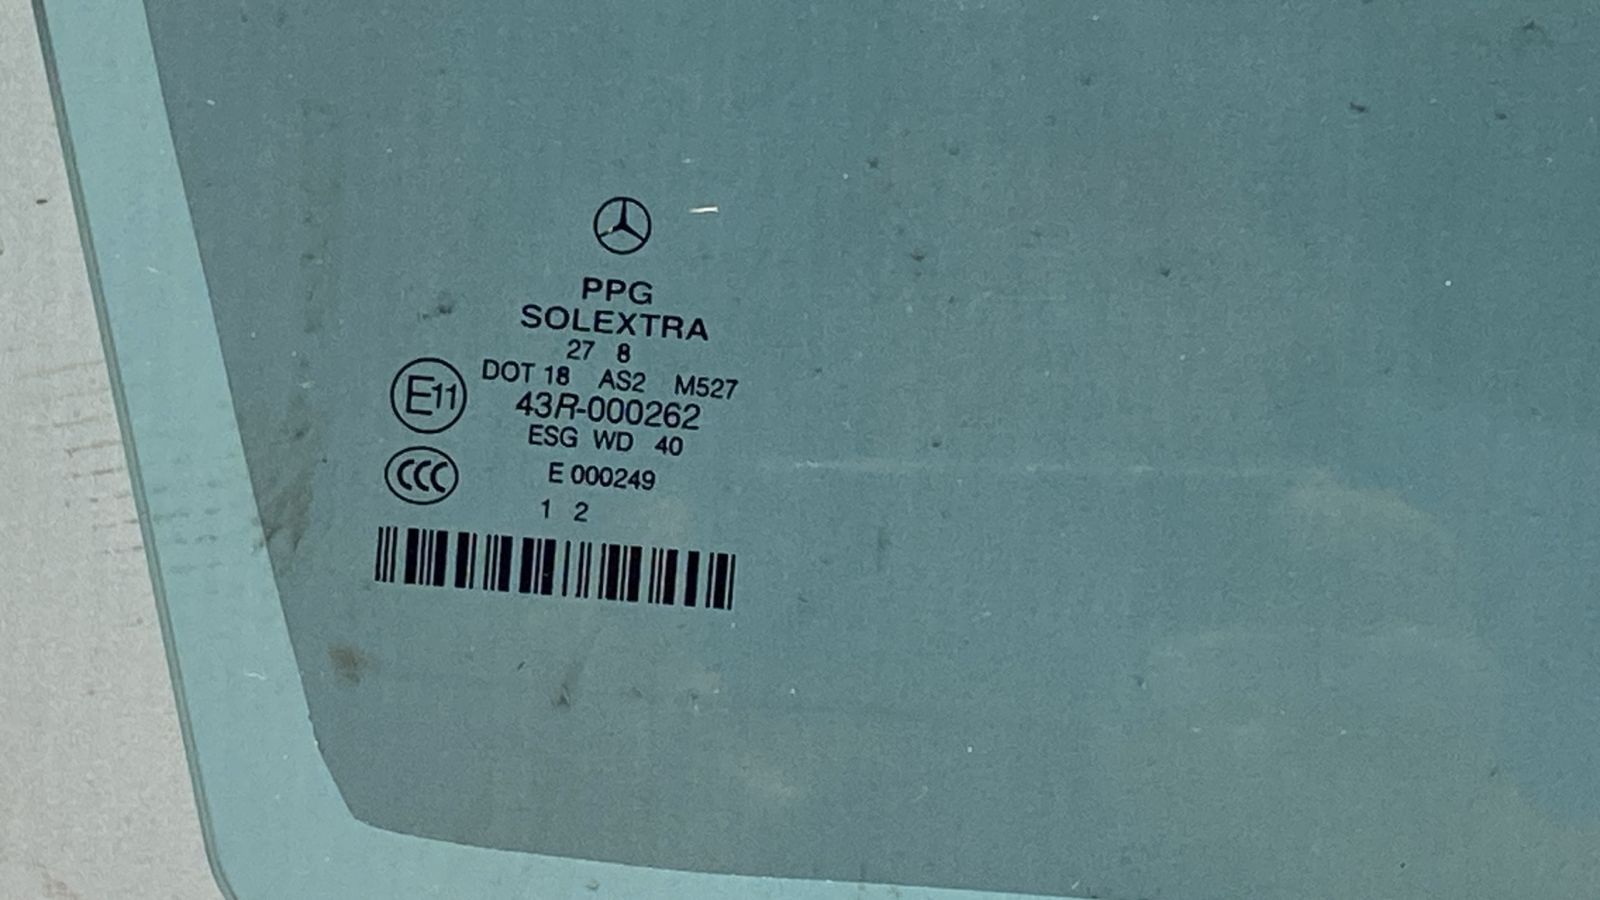 PPG
SOLEXTRA
27 8
DOT 18 AS2 M527
E11 43R-000262
ESG WD 40
CCC E 000249
1 2